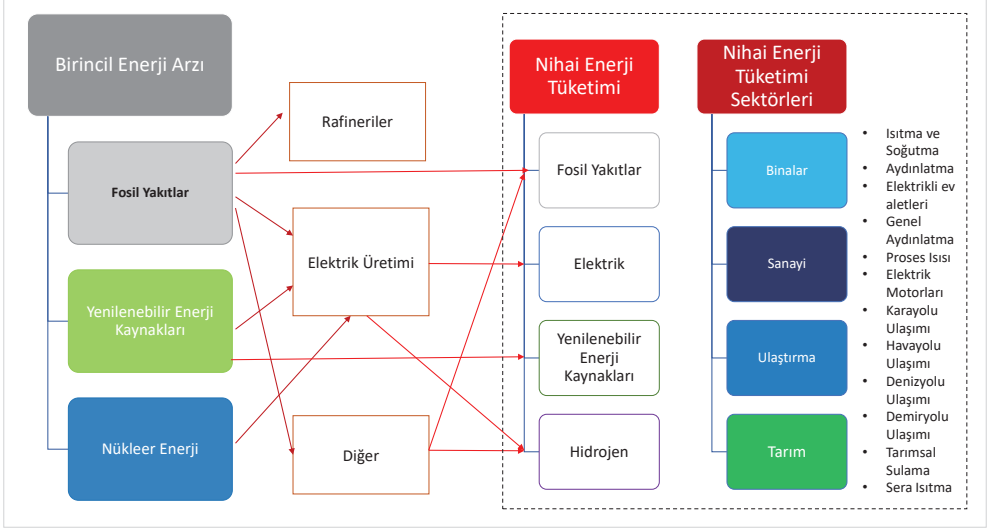 Birincil Enerji Arzı
Fosil Yakıtlar
Yenilenebilir Enerji
Kaynakları
Nükleer Enerji
Rafineriler
Elektrik Üretimi
Diğer
Nihai Enerji
Tüketimi
Fosil Yakıtlar
Elektrik
Yenilenebilir
Enerji
Kaynakları
Hidrojen
Nihai Enerji
Tüketimi
Sektörleri
Binalar
Sanayi
Ulaştırma
Tarım
• Isıtma ve
Soğutma
• Aydınlatma
• Elektrikli ev
aletleri
• Genel
Aydınlatma
• Proses Isısı
• Elektrik
Motorları
• Karayolu
Ulaşımı
• Havayolu
Ulaşımı
• Denizyolu
Ulaşımı
• Demiryolu
Ulaşımı
• Tarımsal
Sulama
• Sera Isıtma